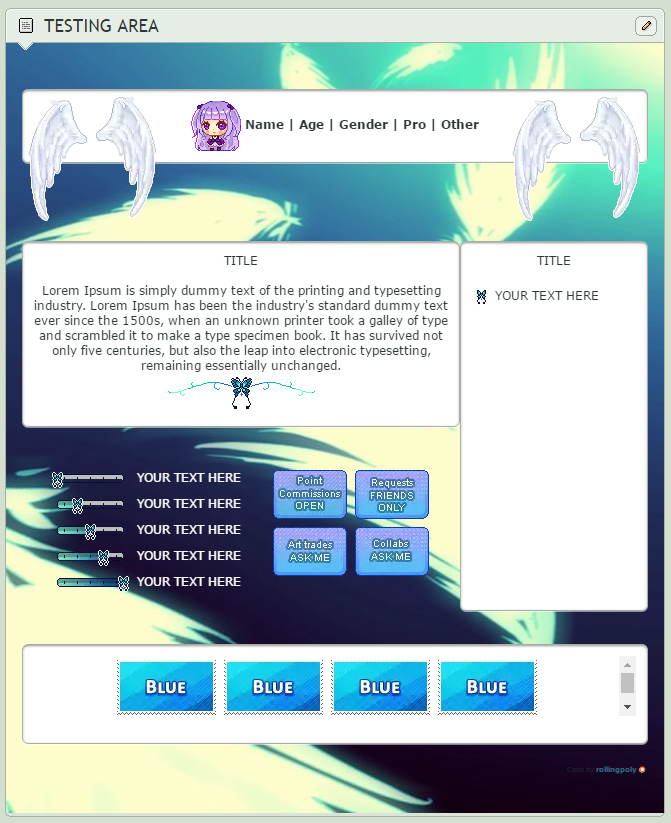 TESTING AREA
Name | Age | Gender | Pro | Other
TITLE
Lorem Ipsum is simply dummy text of the printing and typesetting
industry. Lorem Ipsum has been the industry's standard dummy text
ever since the 1500s, when an unknown printer took a galley of type
and scrambled it to make a type specimen book. It has survived not
only five centuries, but also the leap into electronic typesetting,
remaining essentially unchanged.
TITLE
YOUR TEXT HERE
YOUR TEXT HERE
YOUR TEXT HERE
YOUR TEXT HERE
YOUR TEXT HERE
YOUR TEXT HERE
Point
Commissions
OPEN
Requests
FRIENDS
ONLY
Art trades
ASK ME
Collabs
ASK ME
BLUE
BLUE
BLUE
BLUE
Code by rollingpoly